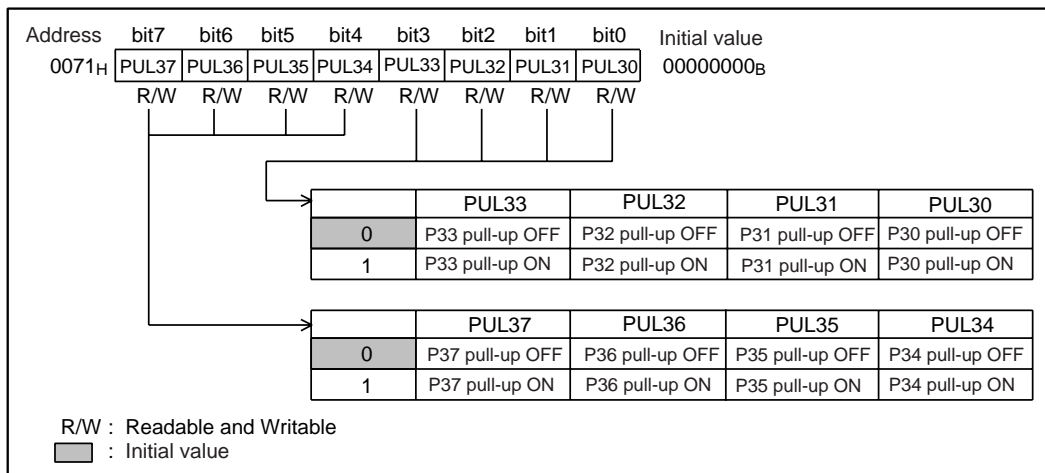 Address bit7 bit6 bit5 bit4 bit3 bit2 bit1 bit0 Initial value
0071H PUL37 PUL36 PUL35 PUL34 PUL33 PUL32 PUL31 PUL30 00000000B
R/W R/W R/W R/W R/W R/W R/W R/W
PUL33 PUL32 PUL31 PUL30
0 P33 pull-up OFF P32 pull-up OFF P31 pull-up OFF P30 pull-up OFF
1 P33 pull-up ON P32 pull-up ON P31 pull-up ON P30 pull-up ON
PUL37 PUL36 PUL35 PUL34
0 P37 pull-up OFF P36 pull-up OFF P35 pull-up OFF P34 pull-up OFF
1 P37 pull-up ON P36 pull-up ON P35 pull-up ON P34 pull-up ON
R/W : Readable and Writable
: Initial value